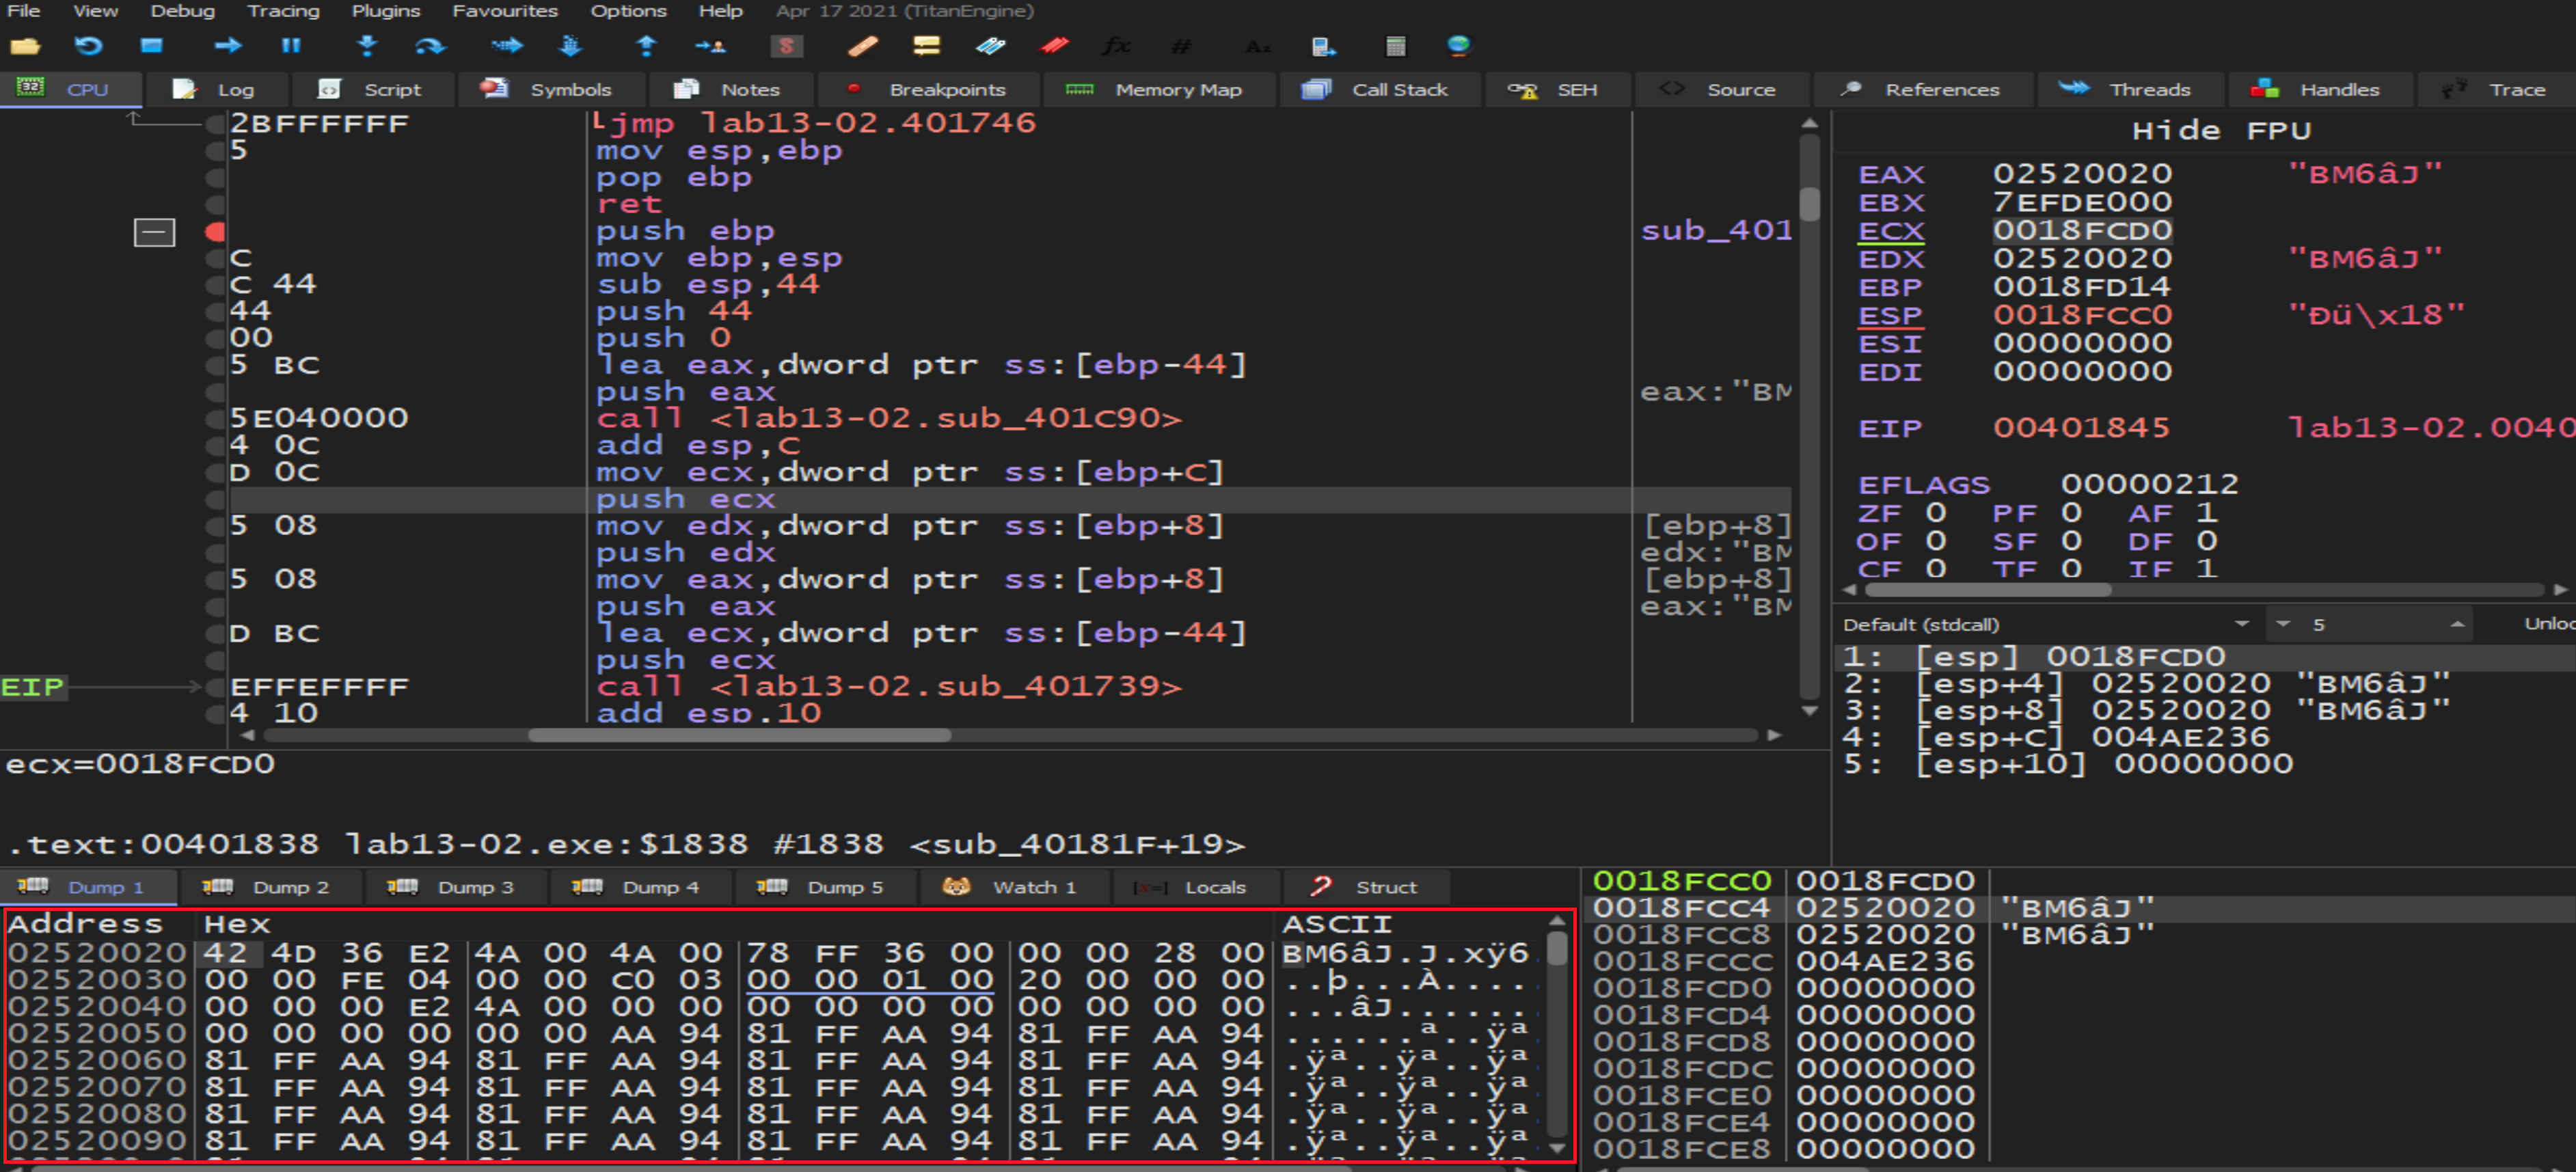 File View Debug Tracing Plugins Favourites Options Help Apr 17 2021 (TitanEngine)
CPU Log Script Symbols Notes Breakpoints Memory Map Call Stack SEH Source References Threads Handles Trace
2BFFFFFF jmp lab13-02.401746
5 mov esp,ebp
pop ebp
ret
push ebp sub_401
C mov ebp,esp
C 44 sub esp,44
44 push 44
00 push 0
5 BC lea eax,dword ptr ss:[ebp-44]
push eax eax:"BM
5E040000 call <lab13-02.sub_401C90>
4 0C add esp,C
D 0C mov ecx,dword ptr ss:[ebp+C]
push ecx
5 08 mov edx,dword ptr ss:[ebp+8] [ebp+8]
push edx edx:"BM
5 08 mov eax,dword ptr ss:[ebp+8] [ebp+8]
push eax eax:"BM
D BC lea ecx,dword ptr ss:[ebp-44]
push ecx
EIP EFFEFFFF call <lab13-02.sub_401739>
4 10 add esp,10
Hide FPU
EAX 02520020 "BM6âJ"
EBX 7EFDE000
ECX 0018FCD0
EDX 02520020 "BM6âJ"
EBP 0018FD14
ESP 0018FCC0 "Ðü\x18"
ESI 00000000
EDI 00000000
EIP 00401845 lab13-02.0040
EFLAGS 00000212
ZF 0 PF 0 AF 1
OF 0 SF 0 DF 0
CF 0 TF 0 IF 1
Default (stdcall) 5 Unloc
1: [esp] 0018FCD0
2: [esp+4] 02520020 "BM6âJ"
3: [esp+8] 02520020 "BM6âJ"
4: [esp+C] 004AE236
5: [esp+10] 00000000
ecx=0018FCD0
.text:00401838 lab13-02.exe:$1838 #1838 <sub_40181F+19>
Dump 1 Dump 2 Dump 3 Dump 4 Dump 5 Watch 1 [x=] Locals Struct
Address Hex ASCII
02520020 42 4D 36 E2 4A 00 4A 00 78 FF 36 00 00 00 28 00 BM6âJ.J.xÿ6.
02520030 00 00 FE 04 00 00 C0 03 00 00 01 00 20 00 00 00 ..þ...À.....
02520040 00 00 00 E2 4A 00 00 00 00 00 00 00 00 00 00 00 ...âJ.......
02520050 00 00 00 00 00 00 AA 94 81 FF AA 94 81 FF AA 94 ......ª..ÿª
02520060 81 FF AA 94 81 FF AA 94 81 FF AA 94 81 FF AA 94 .ÿª..ÿª..ÿª
02520070 81 FF AA 94 81 FF AA 94 81 FF AA 94 81 FF AA 94 .ÿª..ÿª..ÿª
02520080 81 FF AA 94 81 FF AA 94 81 FF AA 94 81 FF AA 94 .ÿª..ÿª..ÿª
02520090 81 FF AA 94 81 FF AA 94 81 FF AA 94 81 FF AA 94 .ÿª..ÿª..ÿª
0018FCC0 0018FCD0
0018FCC4 02520020 "BM6âJ"
0018FCC8 02520020 "BM6âJ"
0018FCCC 004AE236
0018FCD0 00000000
0018FCD4 00000000
0018FCD8 00000000
0018FCDC 00000000
0018FCE0 00000000
0018FCE4 00000000
0018FCE8 00000000